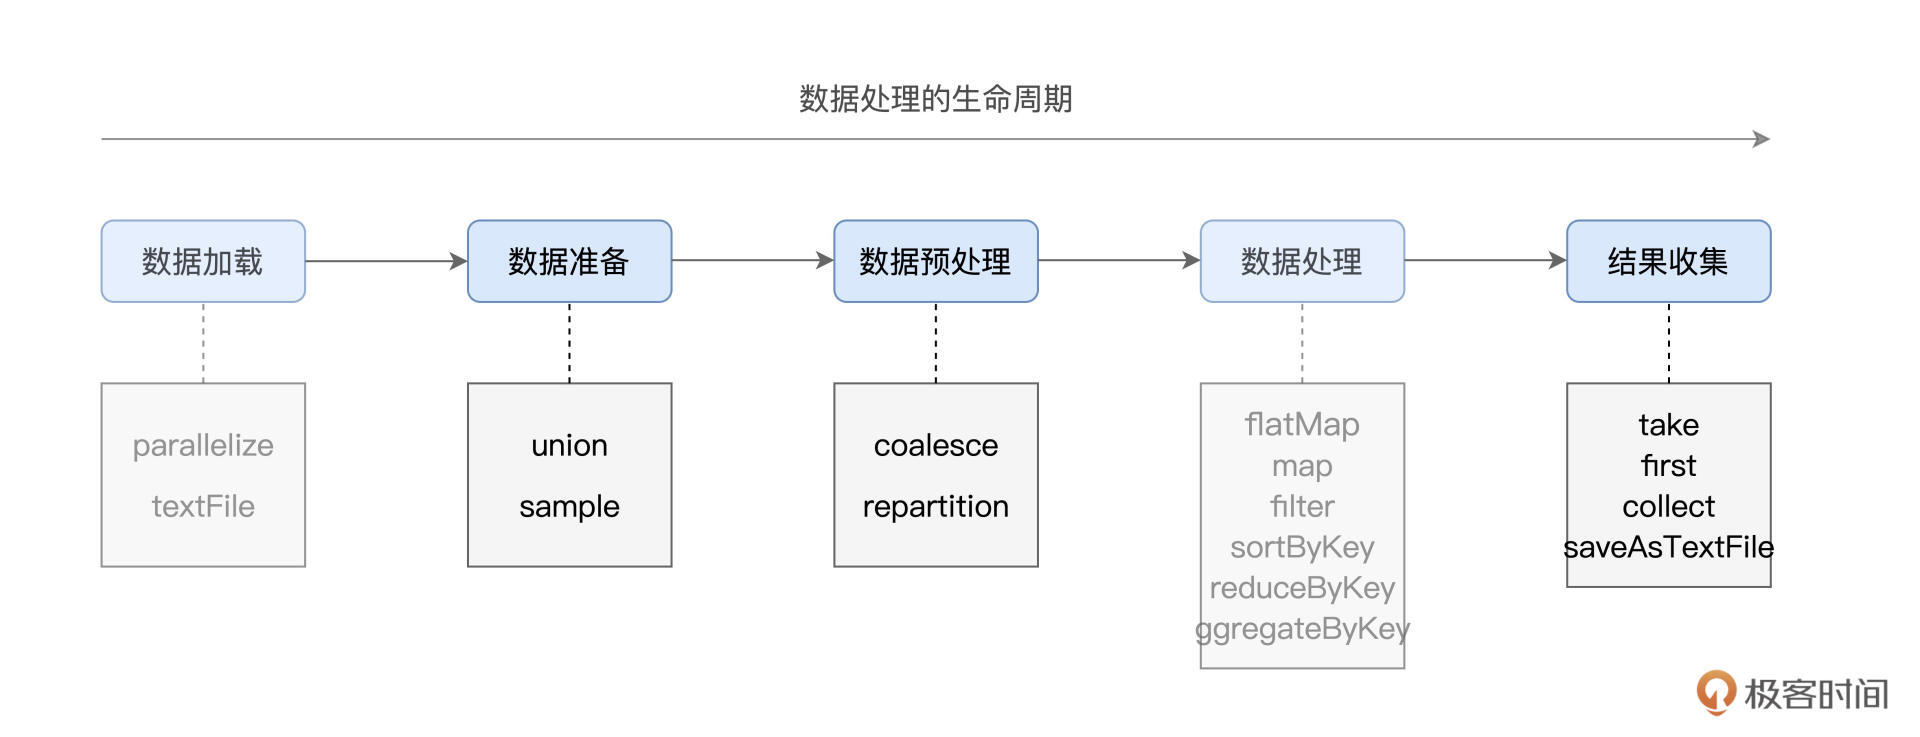 数据处理的生命周期
数据加载
数据准备
数据预处理
数据处理
结果收集
parallelize
textFile
union
sample
coalesce
repartition
flatMap
map
filter
sortByKey
reduceByKey
ggregateByKey
take
first
collect
saveAsTextFile
极客时间